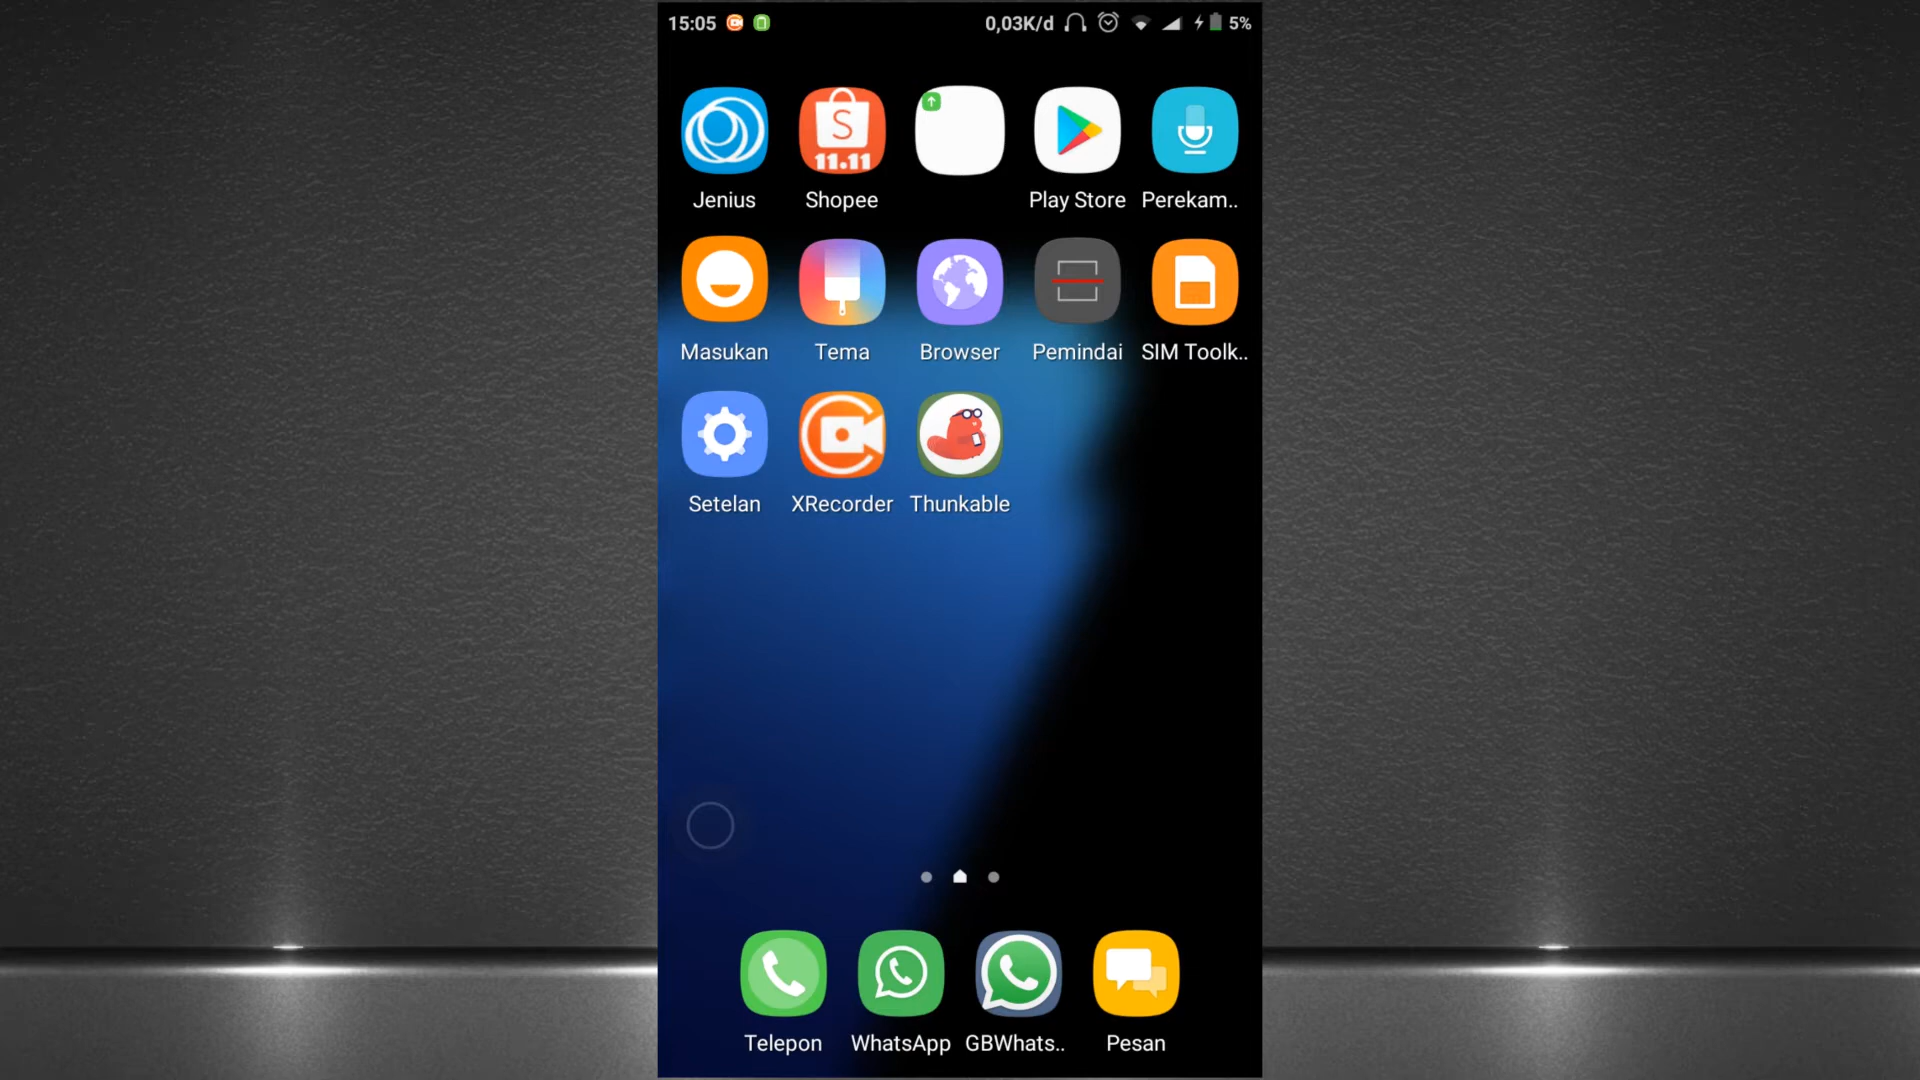 15:05 0,03K/d 5%
S
11.11
Jenius Shopee Play Store Perekam..
Masukan Tema Browser Pemindai SIM Toolk..
Setelan XRecorder Thunkable
Telepon WhatsApp GBWhats.. Pesan